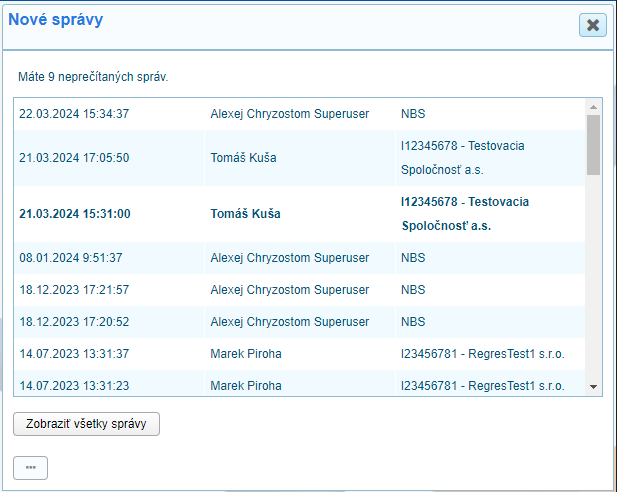 Nové správy
Máte 9 neprečítaných správ.
22.03.2024 15:34:37 Alexej Chryzostom Superuser NBS
21.03.2024 17:05:50 Tomáš Kuša I12345678 - Testovacia
Spoločnosť a.s.
21.03.2024 15:31:00 Tomáš Kuša I12345678 - Testovacia
Spoločnosť a.s.
08.01.2024 9:51:37 Alexej Chryzostom Superuser NBS
18.12.2023 17:21:57 Alexej Chryzostom Superuser NBS
18.12.2023 17:20:52 Alexej Chryzostom Superuser NBS
14.07.2023 13:31:37 Marek Piroha I23456781 - RegresTest1 s.r.o.
14.07.2023 13:31:23 Marek Piroha I23456781 - RegresTest1 s.r.o.
Zobraziť všetky správy
...